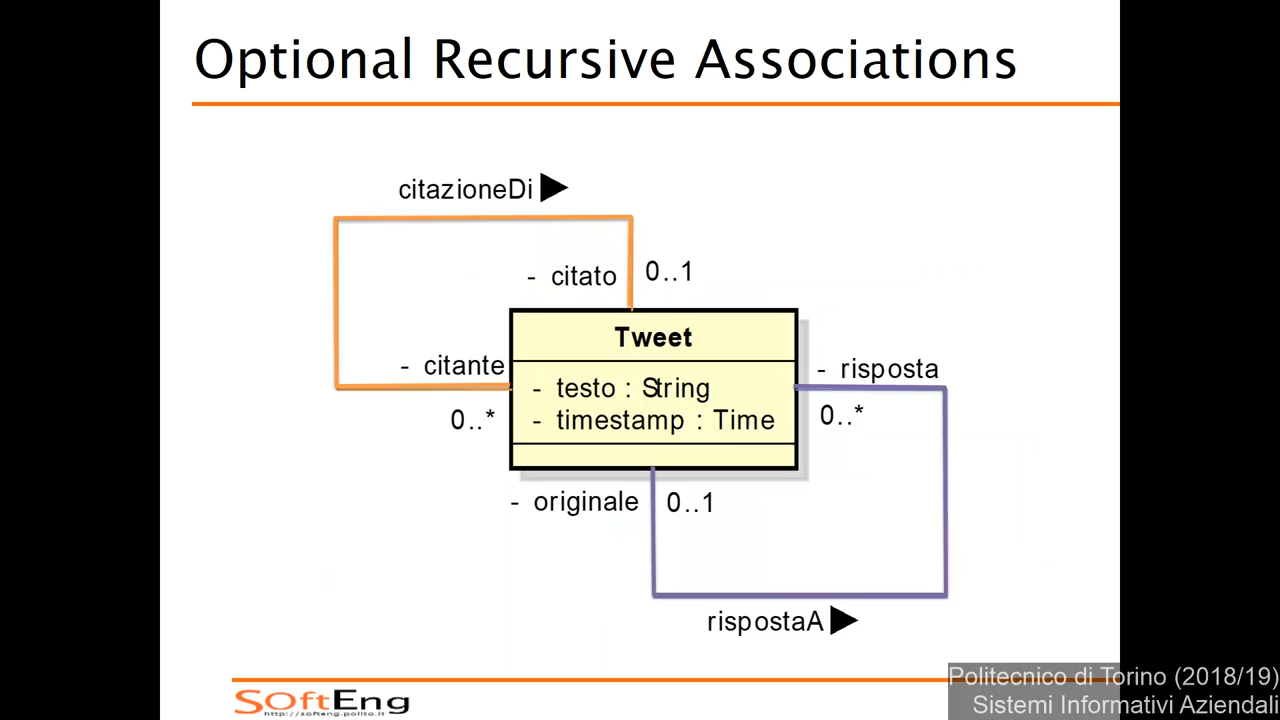 Optional Recursive Associations
citazioneDi ▶
- citato
0..1
Tweet
- citante
0..*
- testo : String
- timestamp : Time
- risposta
0..*
- originale
0..1
rispostaA ▶
SoftEng
http://softeng.polito.it
Politecnico di Torino (2018/19)
Sistemi Informativi Aziendali